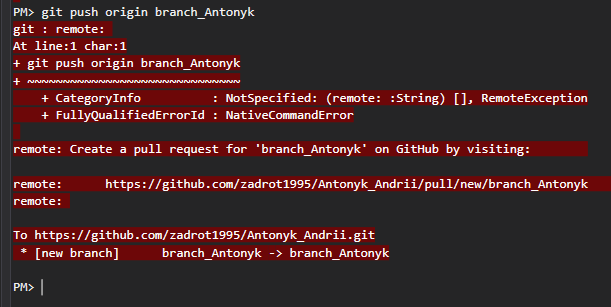 PM> git push origin branch_Antonyk
git : remote:
At line:1 char:1
+ git push origin branch_Antonyk
+ ~~~~~~~~~~~~~~~~~~~~~~~~~~~~~~
    + CategoryInfo          : NotSpecified: (remote: :String) [], RemoteException
    + FullyQualifiedErrorId : NativeCommandError
remote: Create a pull request for 'branch_Antonyk' on GitHub by visiting:
remote:      https://github.com/zadrot1995/Antonyk_Andrii/pull/new/branch_Antonyk
remote:
To https://github.com/zadrot1995/Antonyk_Andrii.git
 * [new branch]      branch_Antonyk -> branch_Antonyk
PM>